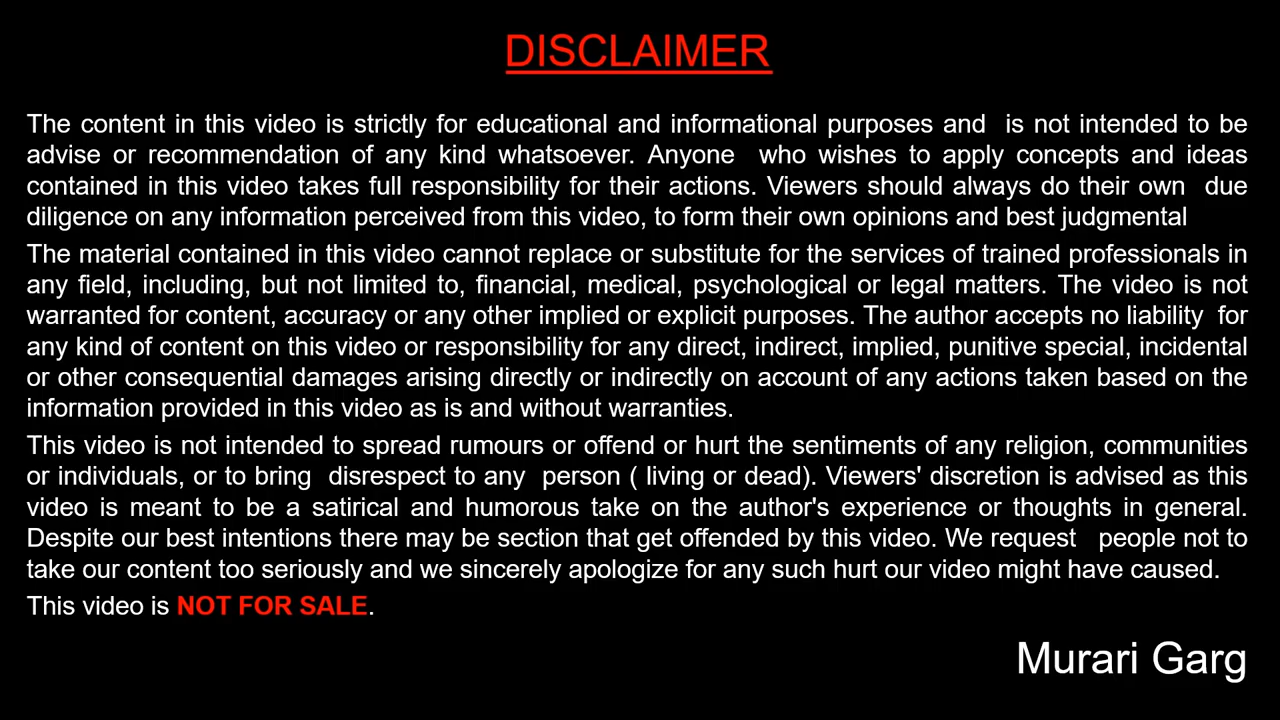 DISCLAIMER
The content in this video is strictly for educational and informational purposes and is not intended to be
advise or recommendation of any kind whatsoever. Anyone who wishes to apply concepts and ideas
contained in this video takes full responsibility for their actions. Viewers should always do their own due
diligence on any information perceived from this video, to form their own opinions and best judgmental
The material contained in this video cannot replace or substitute for the services of trained professionals in
any field, including, but not limited to, financial, medical, psychological or legal matters. The video is not
warranted for content, accuracy or any other implied or explicit purposes. The author accepts no liability for
any kind of content on this video or responsibility for any direct, indirect, implied, punitive special, incidental
or other consequential damages arising directly or indirectly on account of any actions taken based on the
information provided in this video as is and without warranties.
This video is not intended to spread rumours or offend or hurt the sentiments of any religion, communities
or individuals, or to bring disrespect to any person ( living or dead). Viewers' discretion is advised as this
video is meant to be a satirical and humorous take on the author's experience or thoughts in general.
Despite our best intentions there may be section that get offended by this video. We request people not to
take our content too seriously and we sincerely apologize for any such hurt our video might have caused.
This video is NOT FOR SALE.
Murari Garg